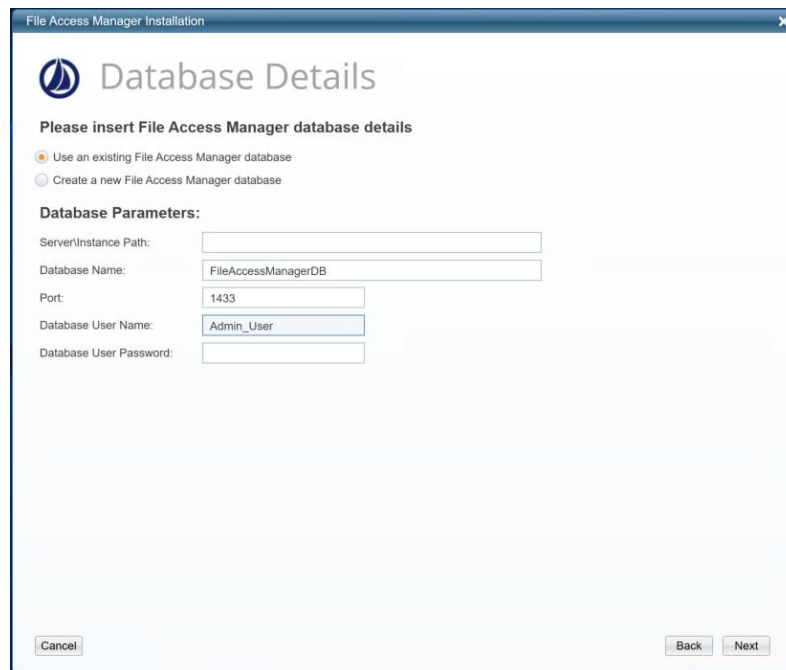 File Access Manager Installation
Database Details
Please insert File Access Manager database details
Use an existing File Access Manager database
Create a new File Access Manager database
Database Parameters:
Server\Instance Path:
Database Name: FileAccessManagerDB
Port: 1433
Database User Name: Admin_User
Database User Password:
Cancel Back Next